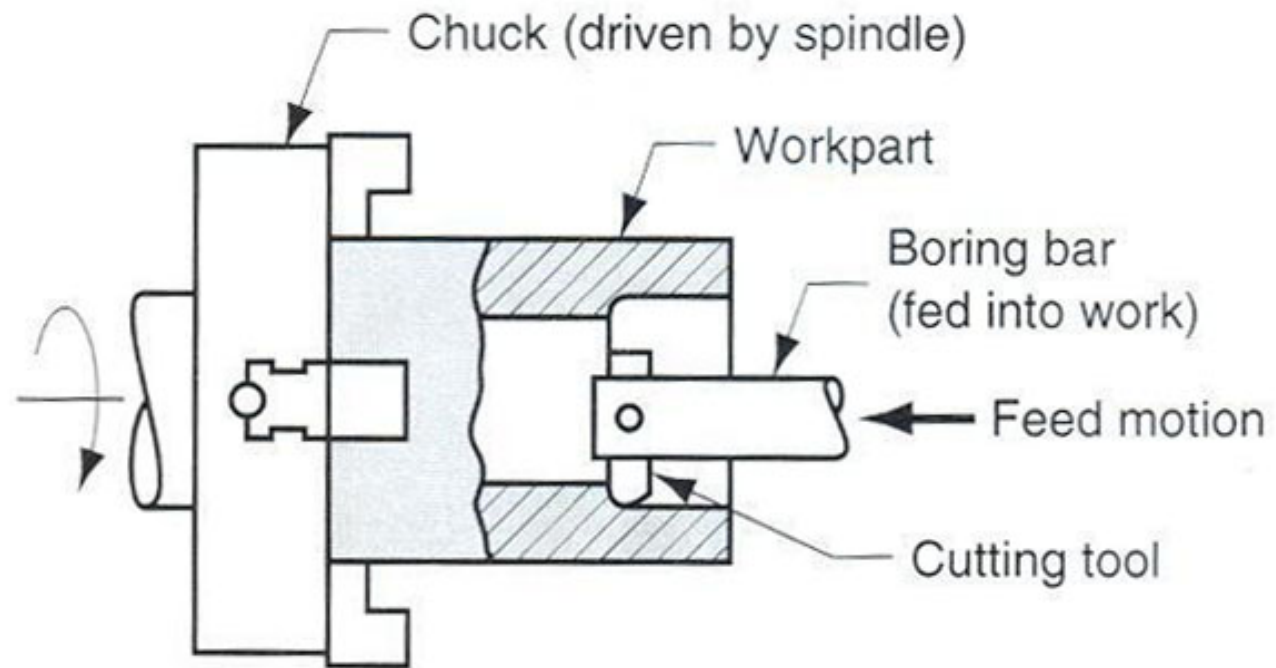 Chuck (driven by spindle)
Workpart
Boring bar
(fed into work)
Feed motion
Cutting tool